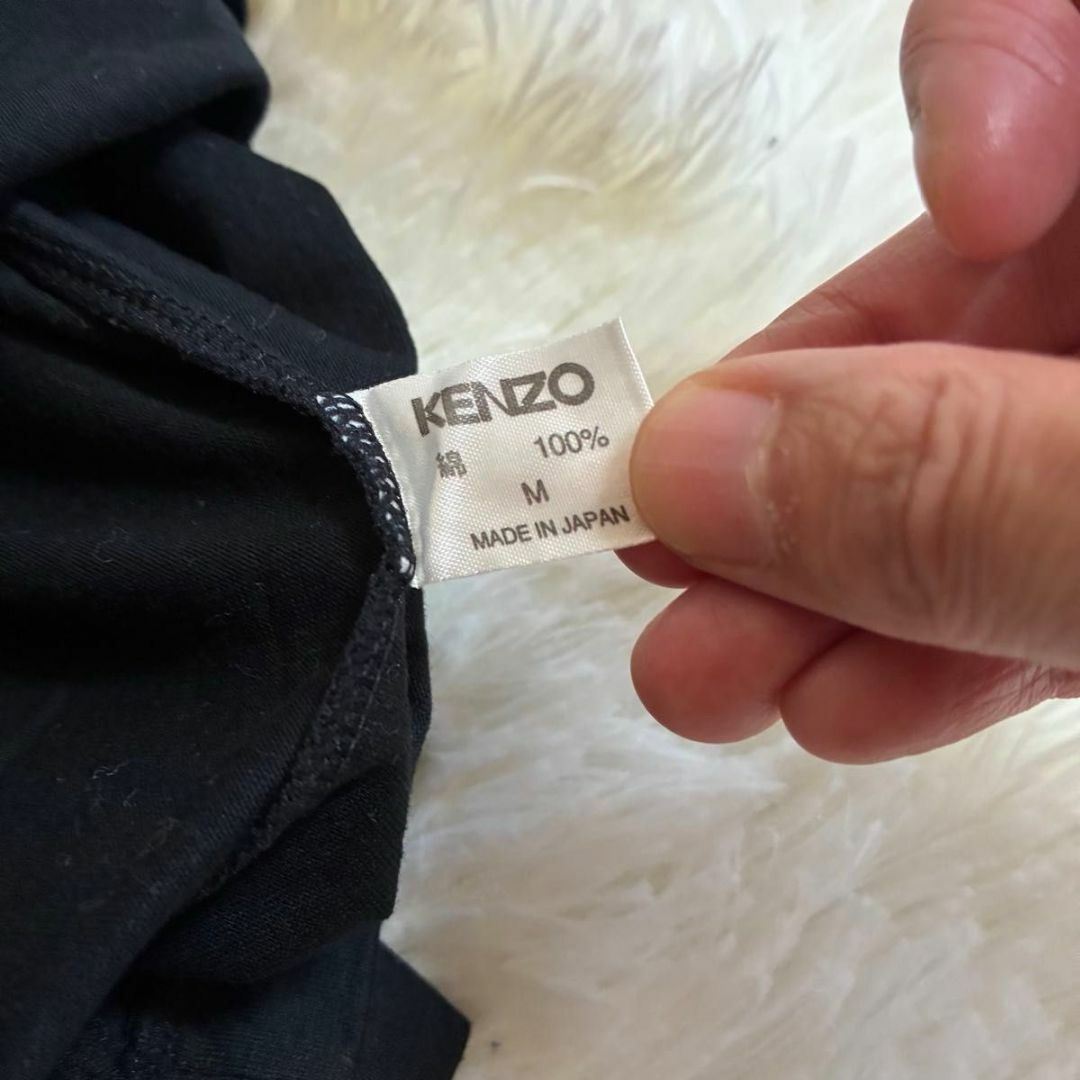 KENZO
綿 100%
M
MADE IN JAPAN